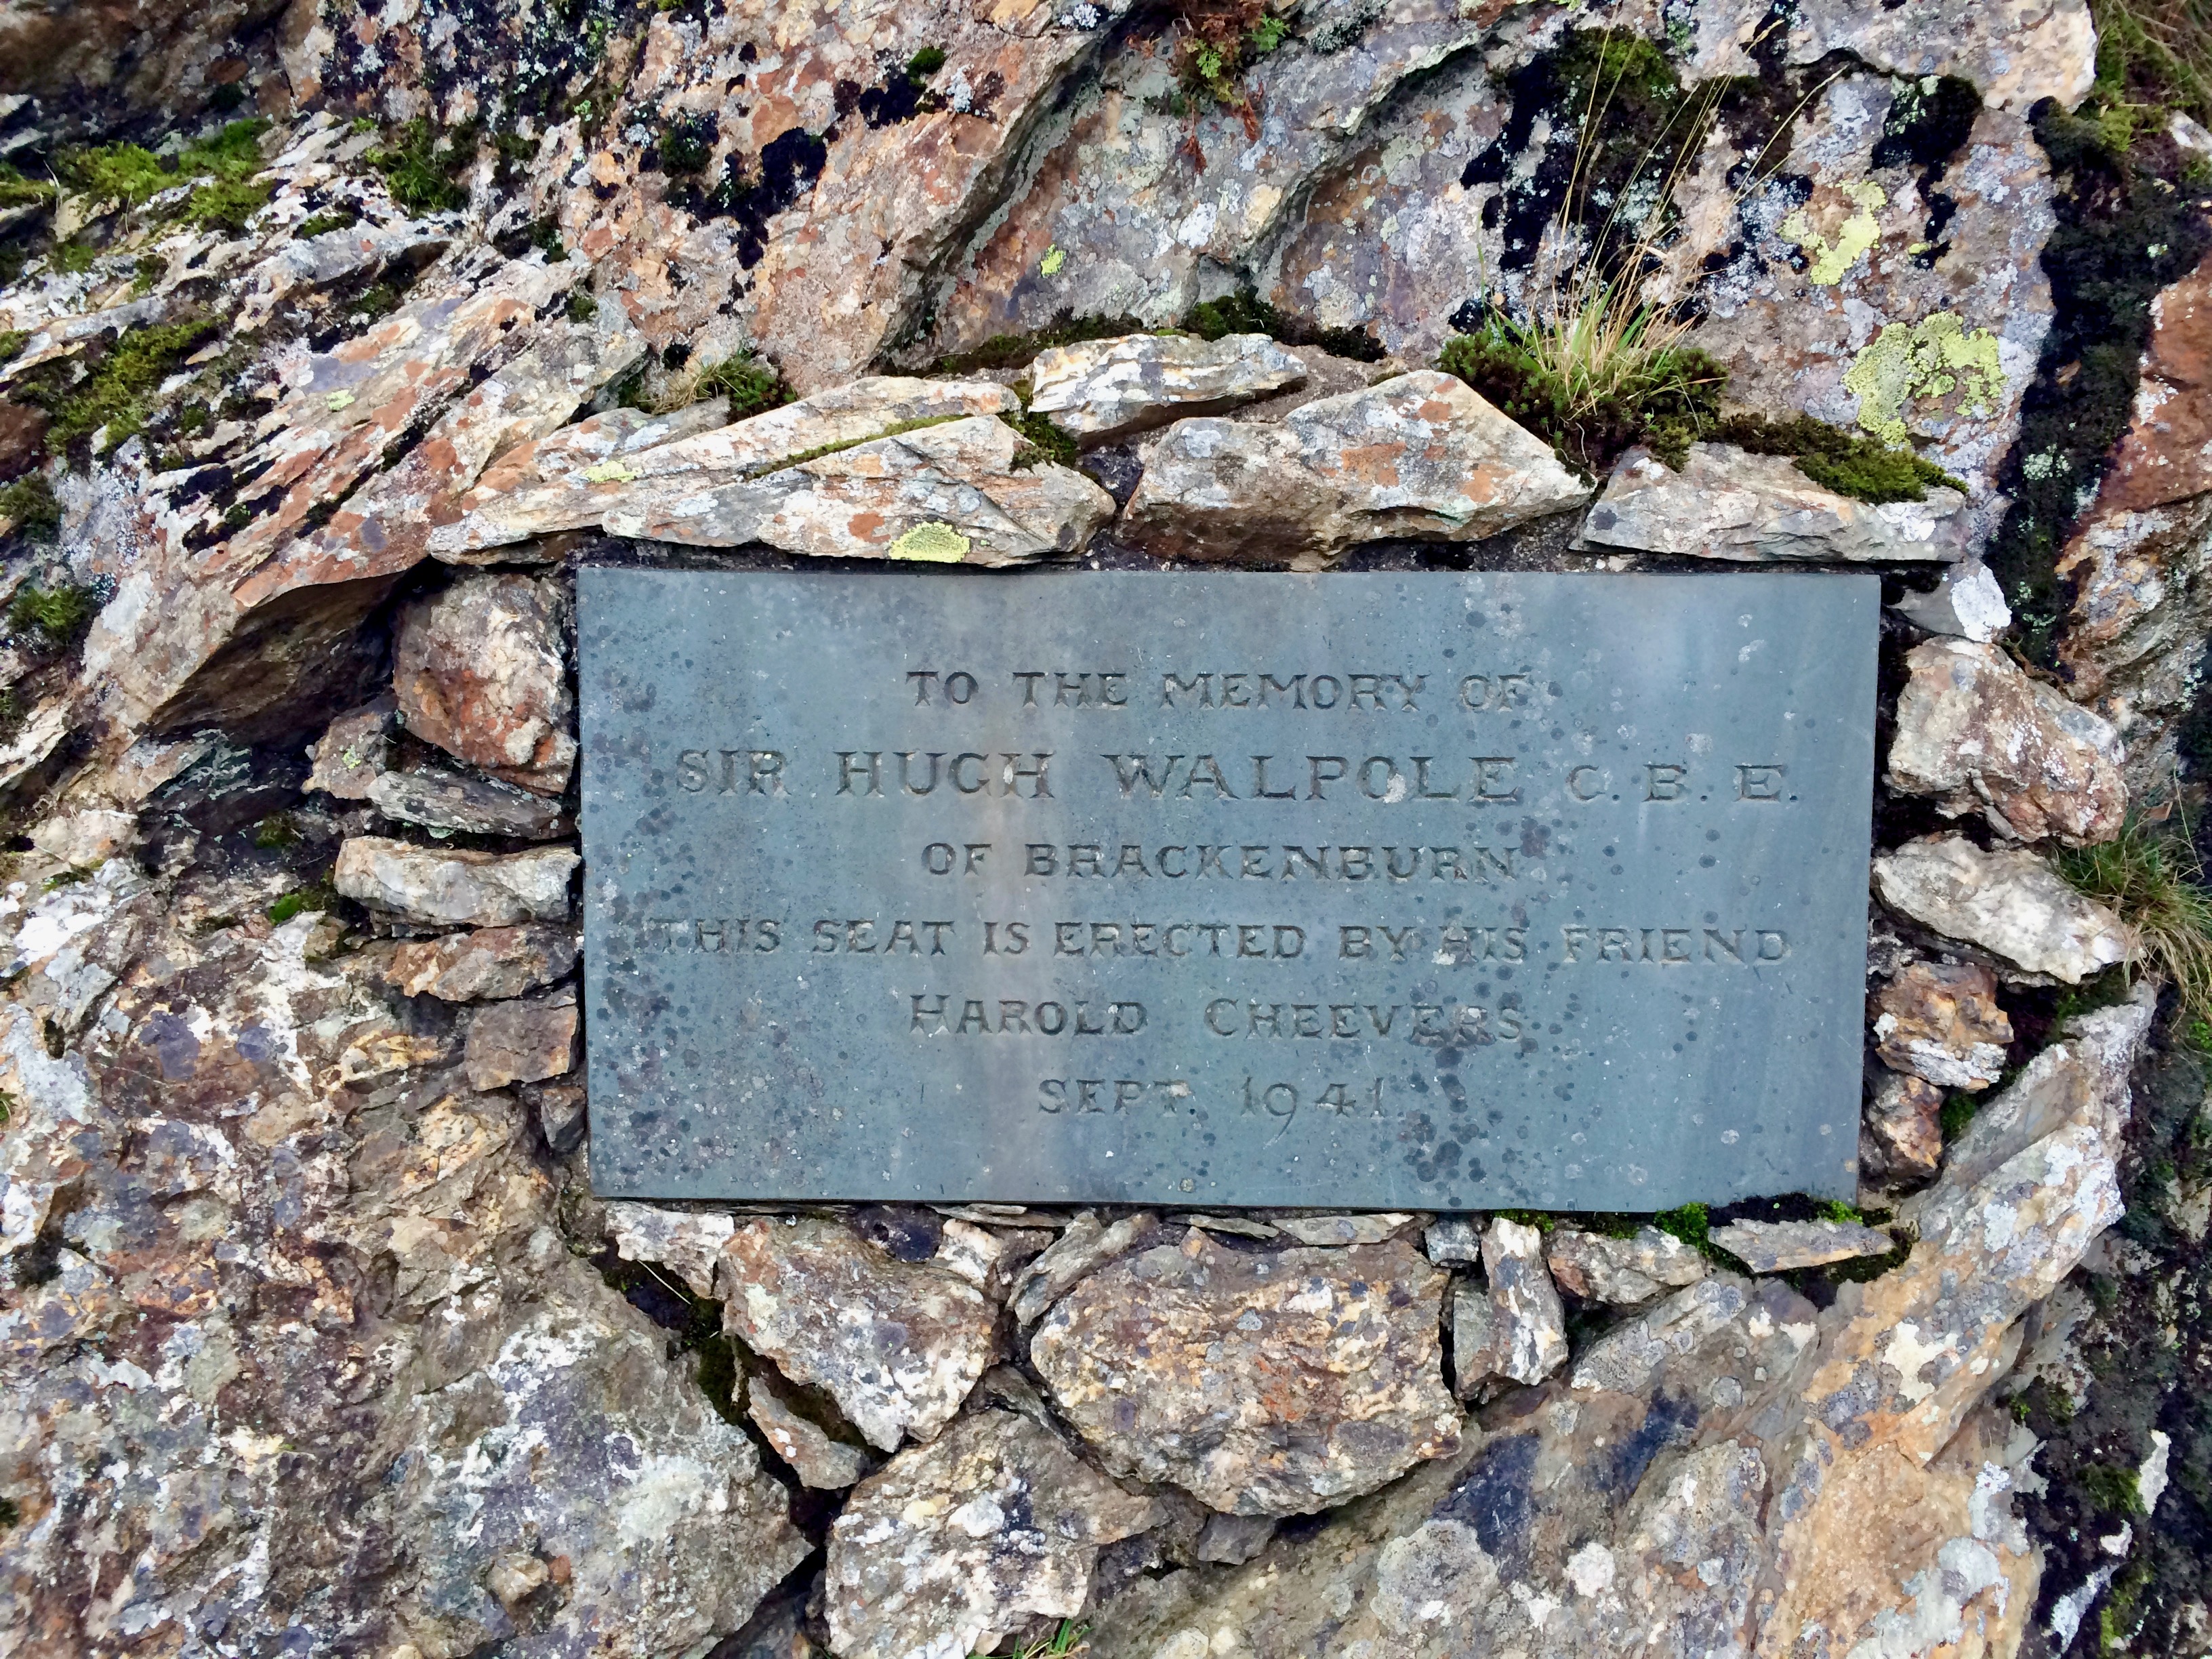 TO THE MEMORY OF
SIR HUGH WALPOLE C.B.E.
OF BRACKENBURN
THIS SEAT IS ERECTED BY HIS FRIEND
HAROLD CHEEVERS
SEPT. 1941.